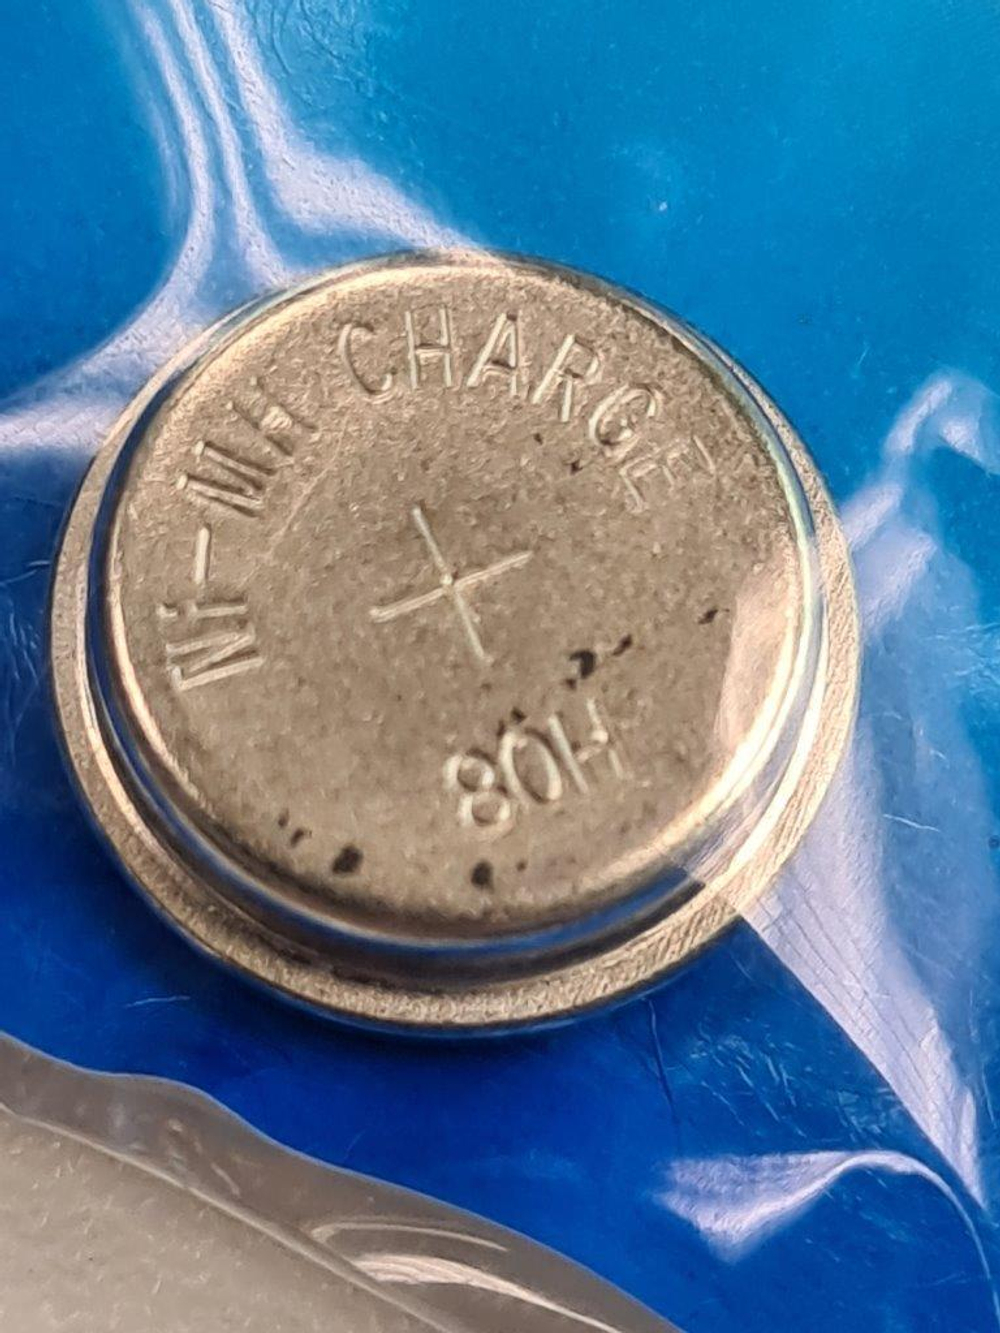 Ni-MH CHARGE
+
80H